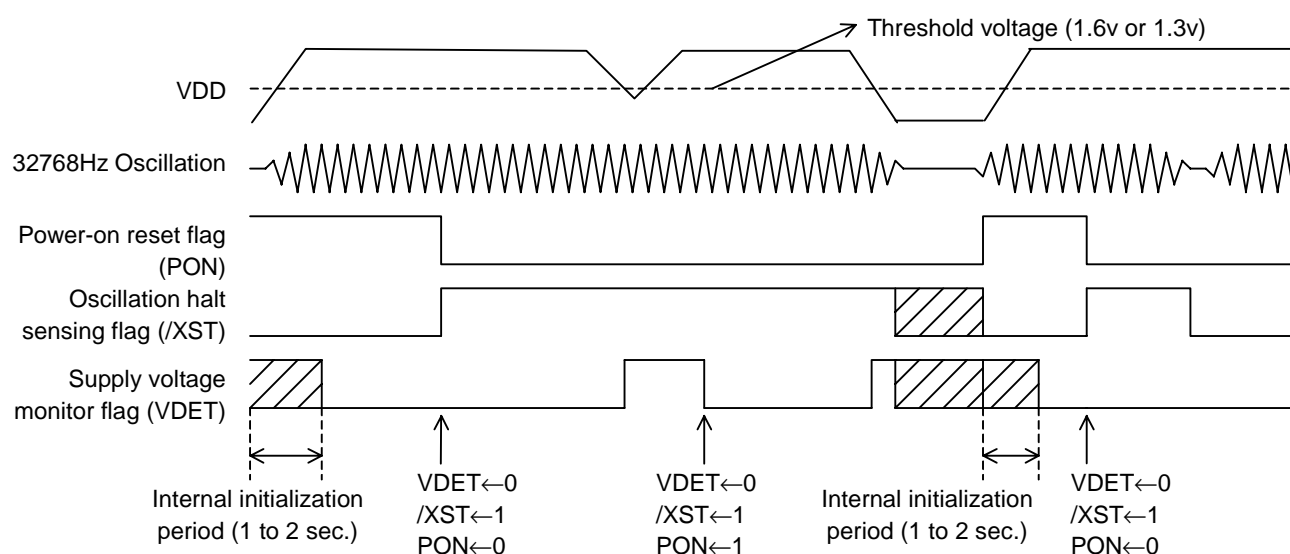 Threshold voltage (1.6v or 1.3v)
VDD
32768Hz Oscillation
Power-on reset flag
(PON)
Oscillation halt
sensing flag (/XST)
Supply voltage
monitor flag (VDET)
Internal initialization
period (1 to 2 sec.)
VDET←0
/XST←1
PON←0
VDET←0
/XST←1
PON←1
Internal initialization
period (1 to 2 sec.)
VDET←0
/XST←1
PON←0